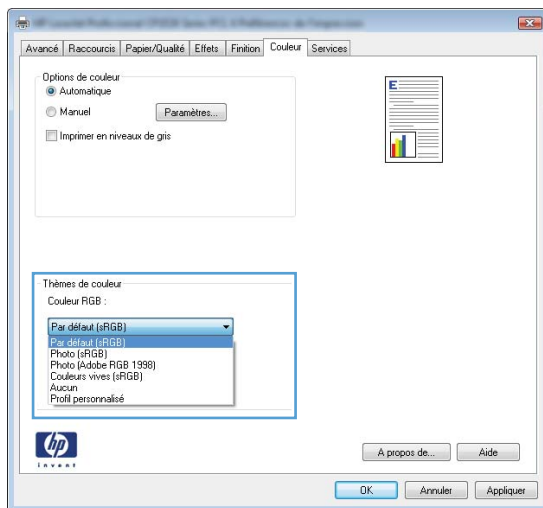 Avancé Raccourcis Papier/Qualité Effets Finition Couleur Services
Options de couleur
Automatique
Manuel Paramètres...
Imprimer en niveaux de gris
E
Thèmes de couleur
Couleur RGB :
Par défaut (sRGB)
Par défaut (sRGB)
Photo (sRGB)
Photo (Adobe RGB 1998)
Couleurs vives (sRGB)
Aucun
Profil personnalisé
hp
invent
A propos de... Aide
OK Annuler Appliquer